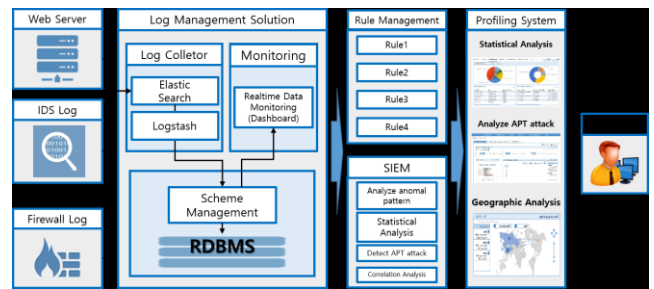 Web Server
IDS Log
Firewall Log
Log Management Solution
Log Colletor
Elastic
Search
Logstash
Monitoring
Realtime Data
Monitoring
(Dashboard)
Scheme
Management
RDBMS
Rule Management
Rule1
Rule2
Rule3
Rule4
SIEM
Analyze anomal
pattern
Statistical
Analysis
Detect APT attack
Correlation Analysis
Profiling System
Statistical Analysis
Analyze APT attack
Geographic Analysis